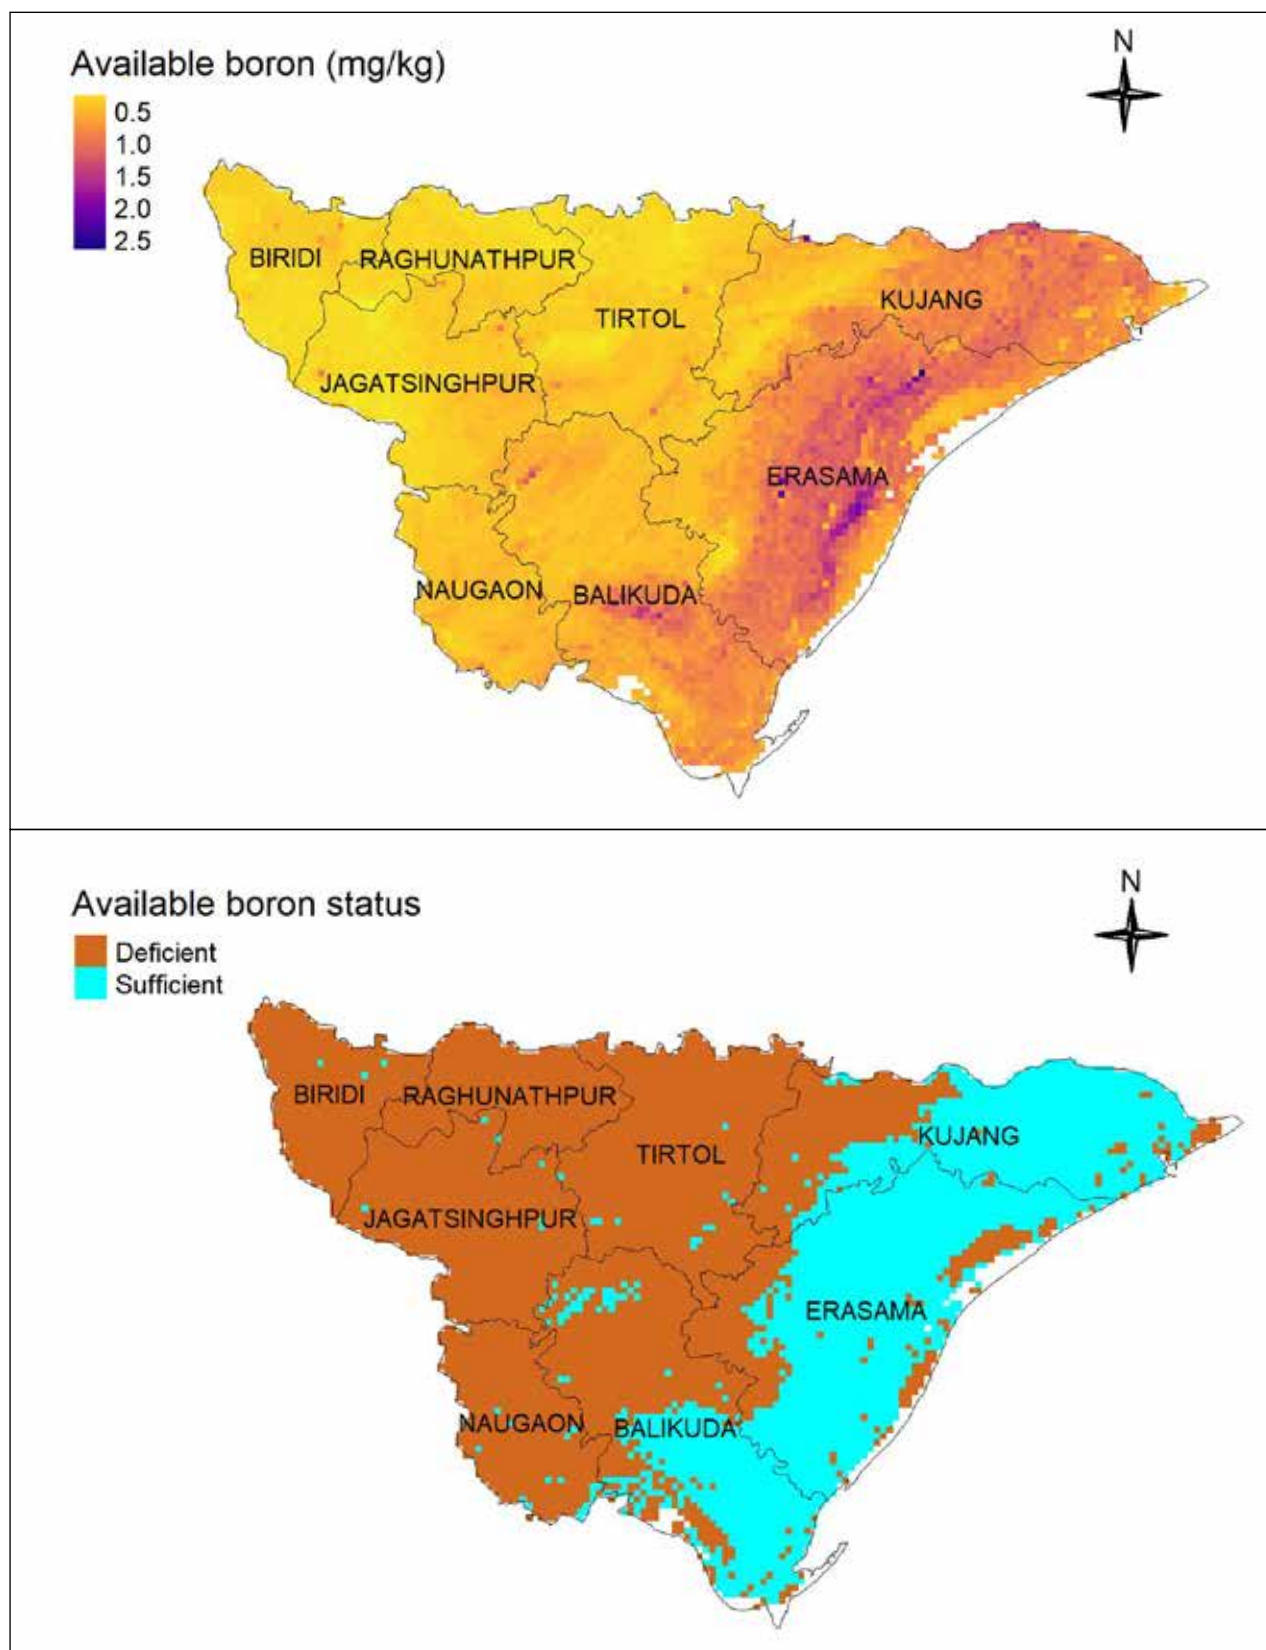 Available boron (mg/kg)
N
0.5
1.0
1.5
2.0
2.5
BIRIDI
RAGHUNATHPUR
KUJANG
TIRTOL
JAGATSINGHPUR
ERASAMA
NAUGAON
BALIKUDA
Available boron status
N
Deficient
Sufficient
BIRIDI
RAGHUNATHPUR
KUJANG
TIRTOL
JAGATSINGHPUR
ERASAMA
NAUGAON
BALIKUDA